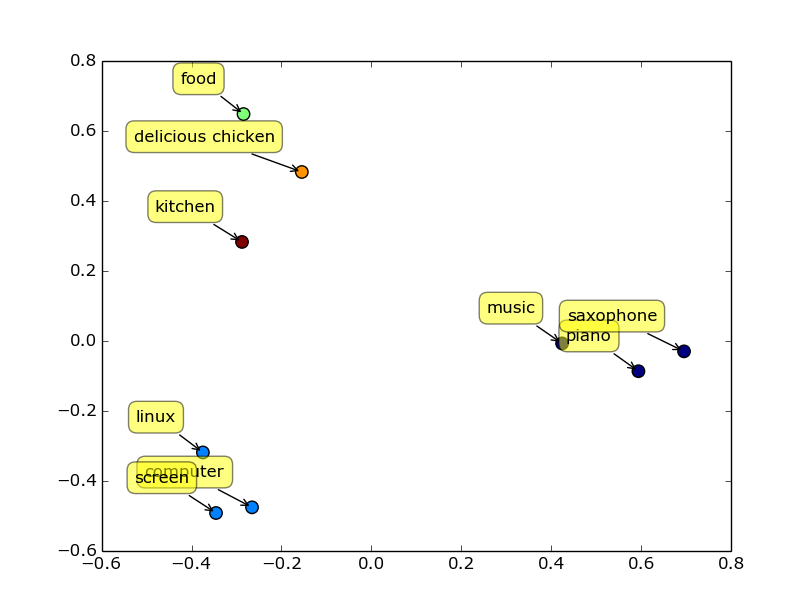 0.8
food
0.6
delicious chicken
0.4
kitchen
0.2
music
saxophone
piano
0.0
−0.2
linux
computer
screen
−0.4
−0.6
−0.6 −0.4 −0.2 0.0 0.2 0.4 0.6 0.8